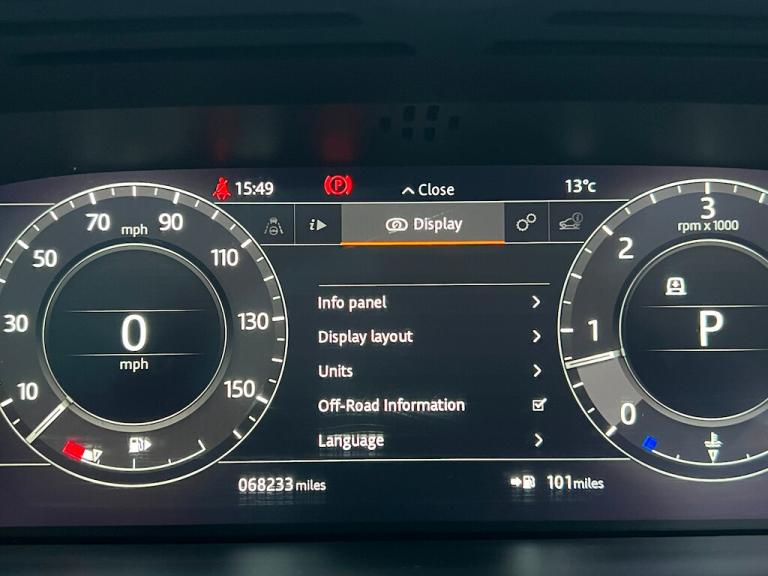 15:49
Close
13°c
Display
70 mph 90
50
110
30
130
10
150
0
mph
Info panel
Display layout
Units
Off-Road Information
Language
3
rpm x 1000
2
1
0
P
068233 miles
101 miles